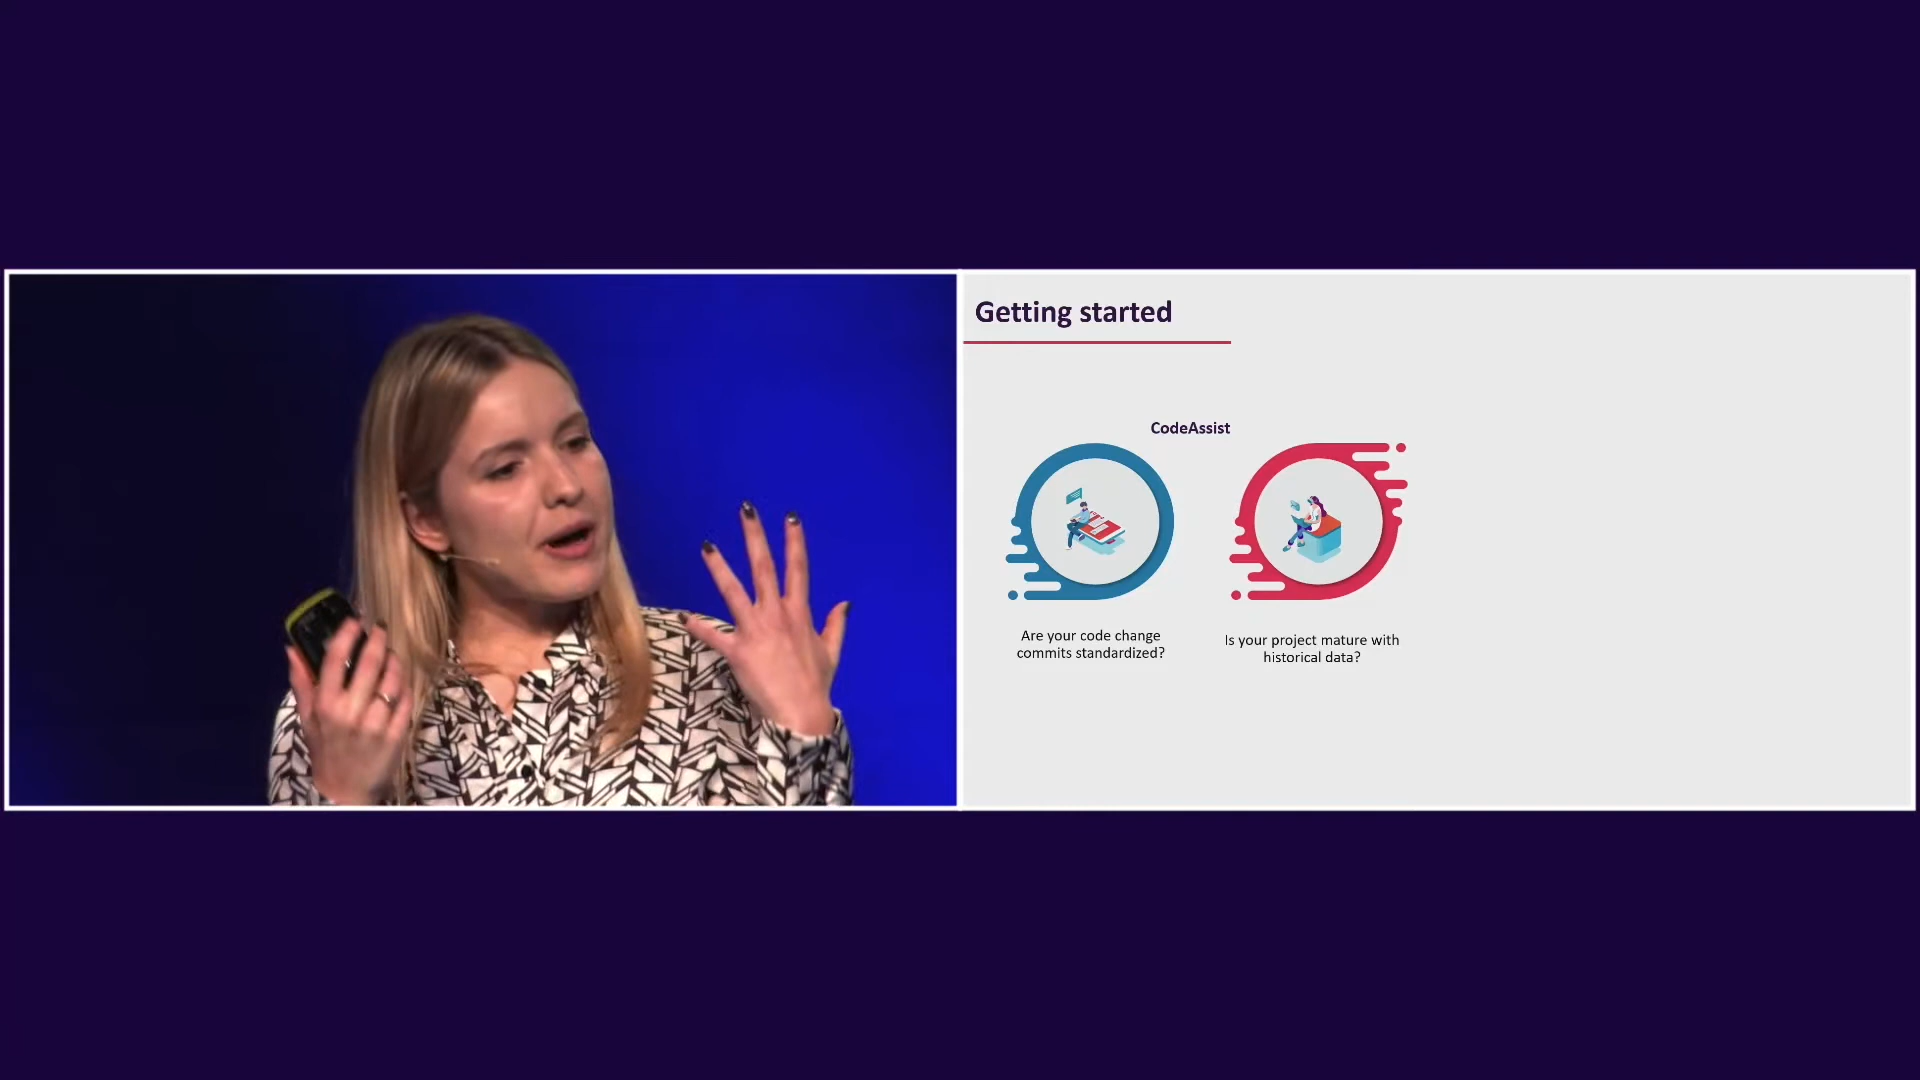 Getting started
CodeAssist
Are your code change
commits standardized?
Is your project mature with
historical data?